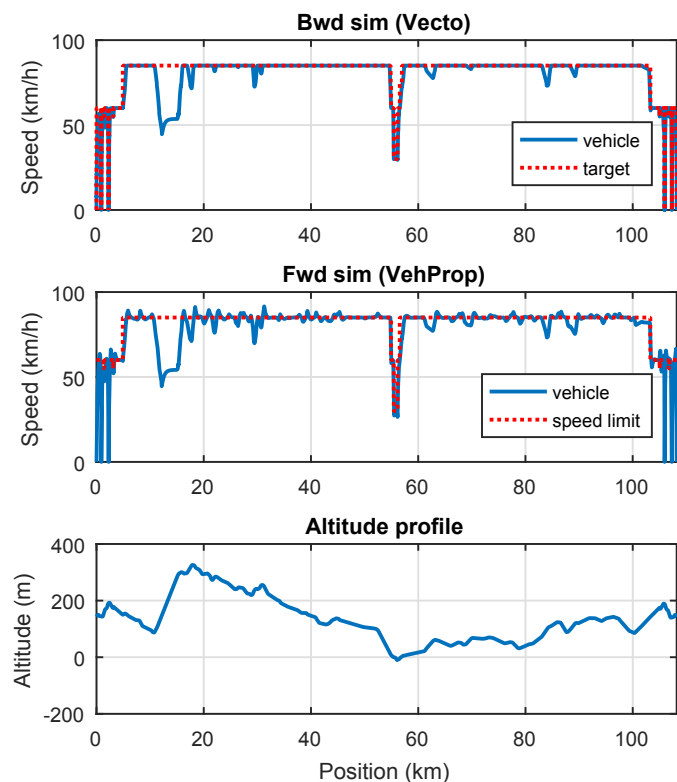 Bwd sim (Vecto)
100
50
0
Speed (km/h)
vehicle
target
0 20 40 60 80 100
Fwd sim (VehProp)
100
50
0
Speed (km/h)
vehicle
speed limit
0 20 40 60 80 100
Altitude profile
400
200
0
-200
Altitude (m)
0 20 40 60 80 100
Position (km)